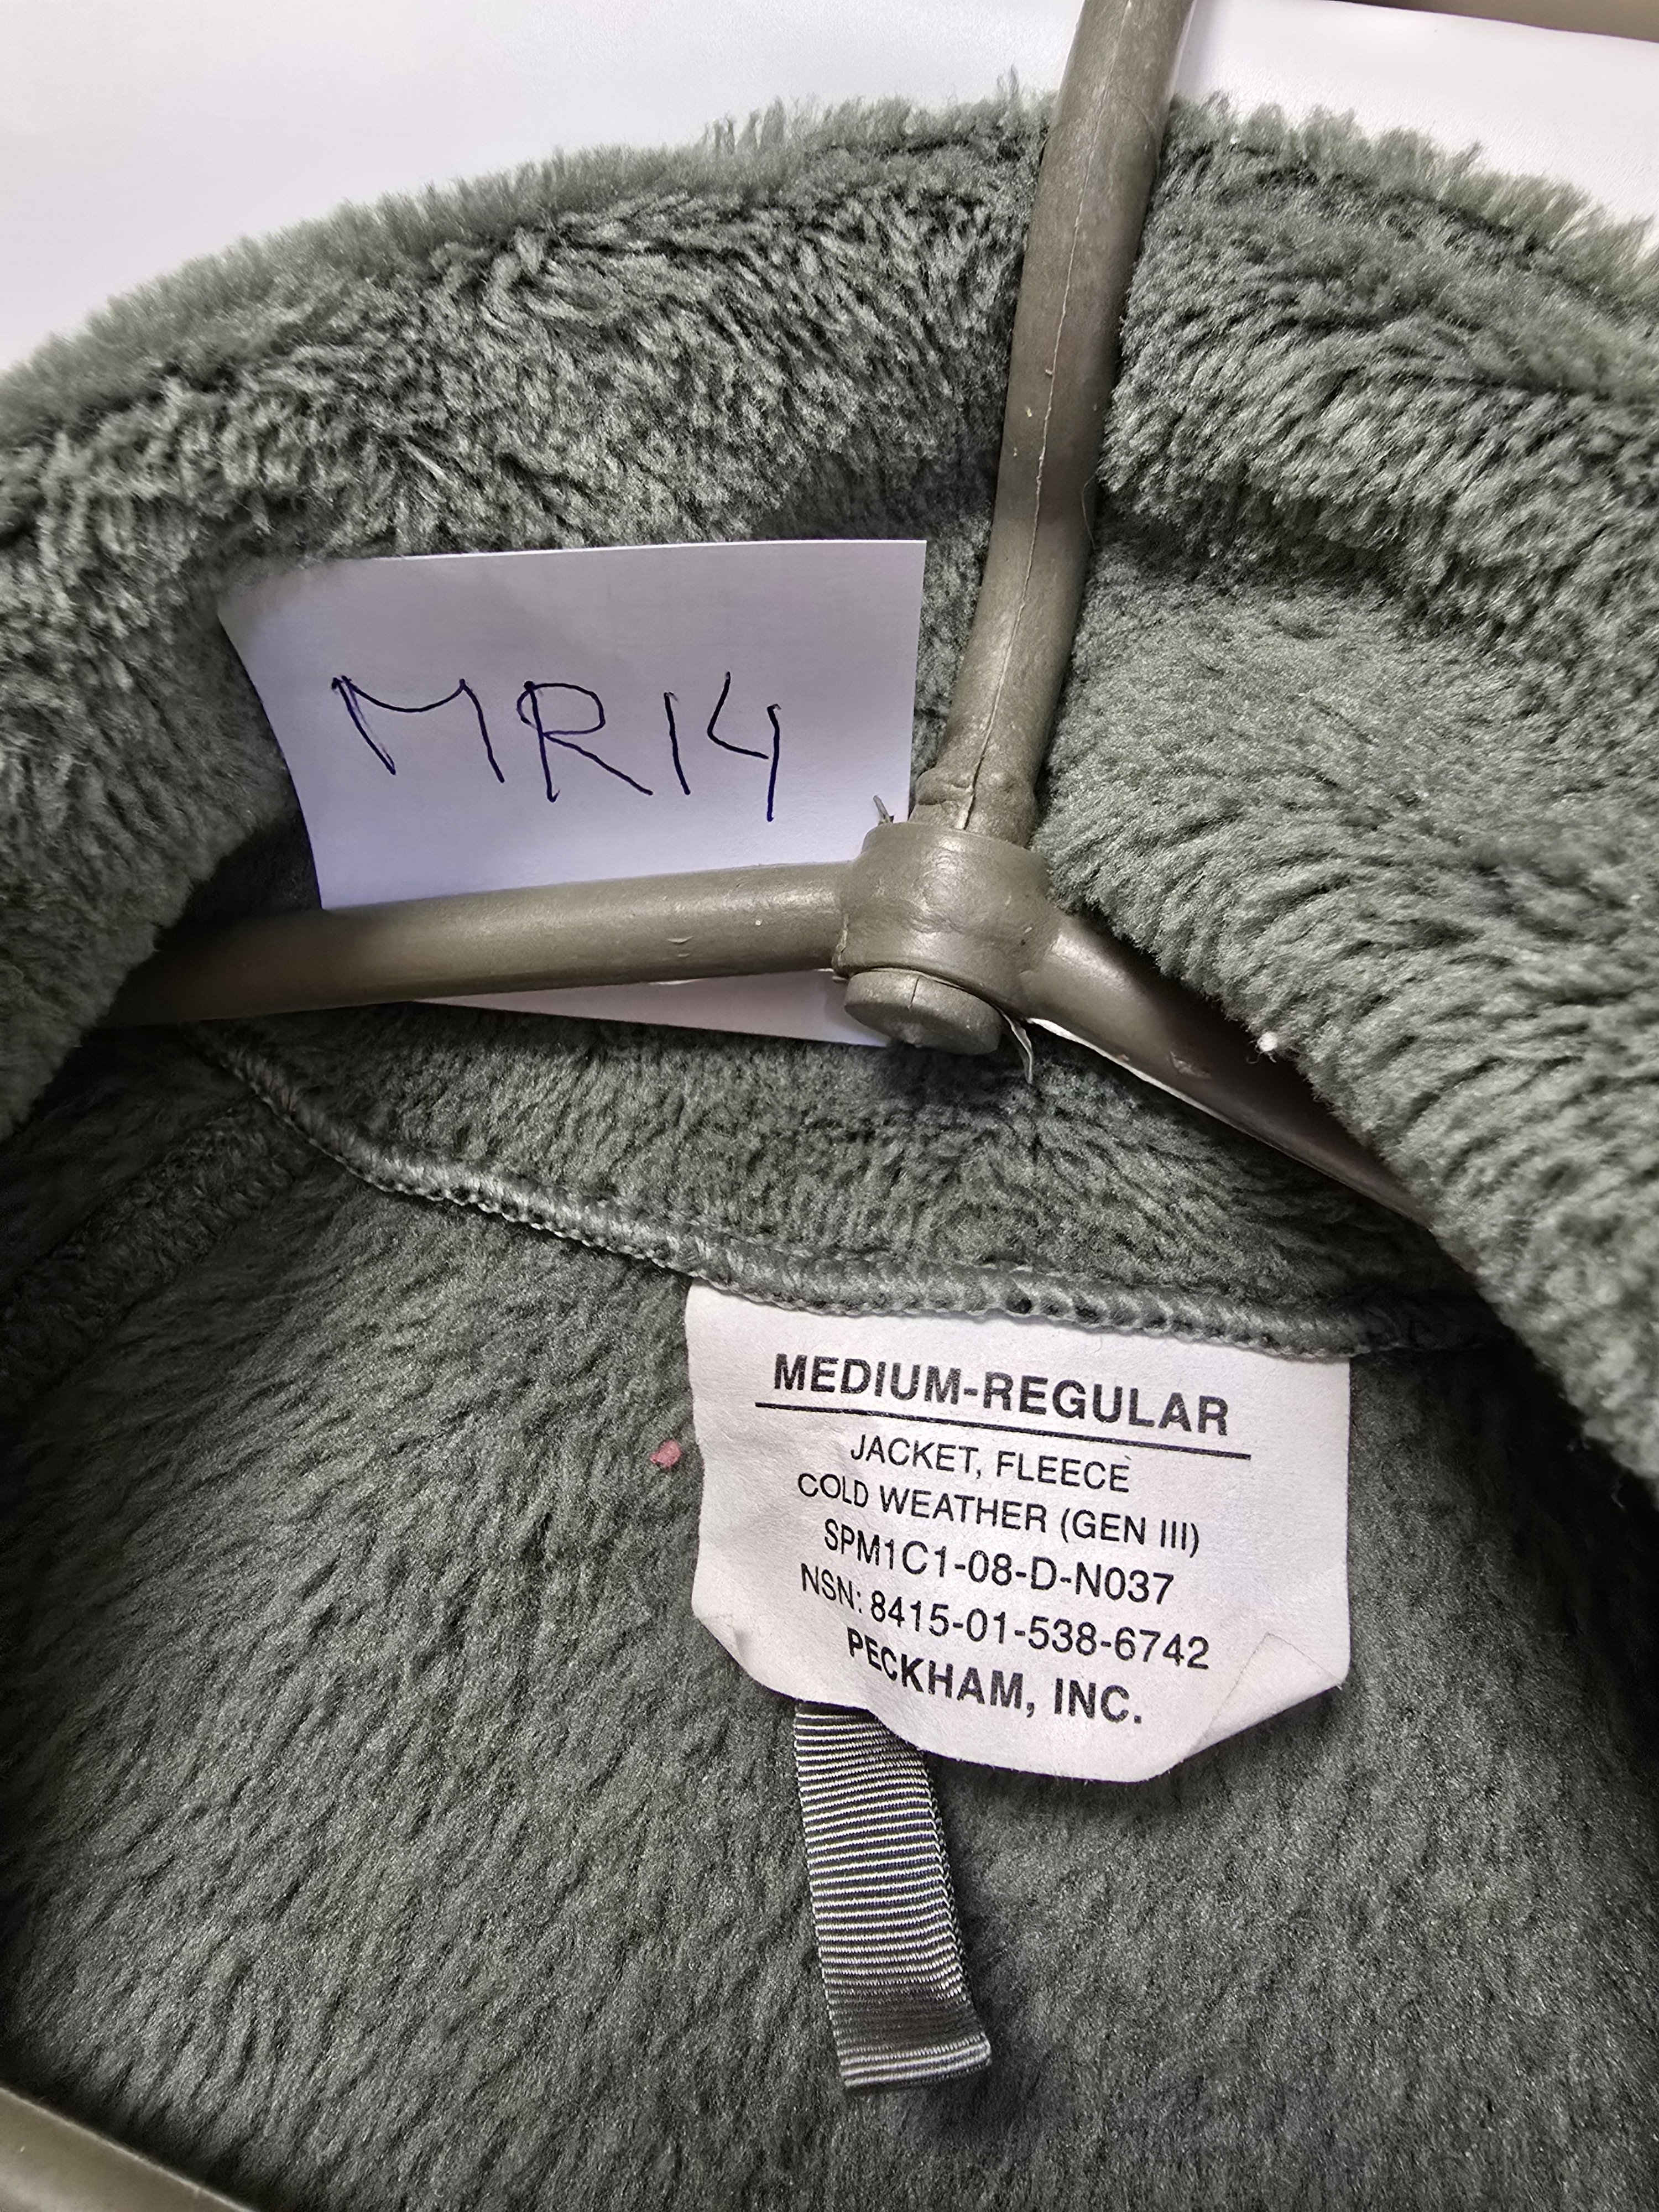 MR14
MEDIUM-REGULAR
JACKET, FLEECE
COLD WEATHER (GEN III)
SPM1C1-08-D-N037
NSN: 8415-01-538-6742
PECKHAM, INC.